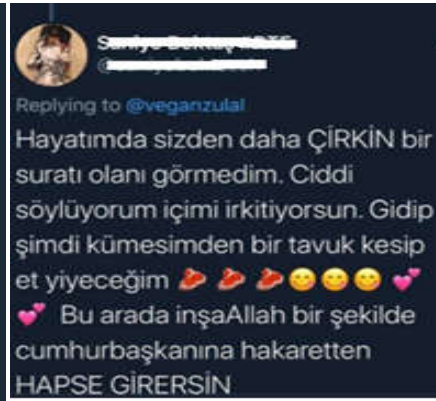 Replying to @veganzulal
Hayatımda sizden daha ÇİRKİN bir
suratı olanı görmedim. Ciddi
söylüyorum içimi irkitiyorsun. Gidip
şimdi kümesimden bir tavuk kesip
et yiyeceğim 🥩 🥩 🥩😋😋😋 💕
💕 Bu arada inşaAllah bir şekilde
cumhurbaşkanına hakaretten
HAPSE GİRERSİN